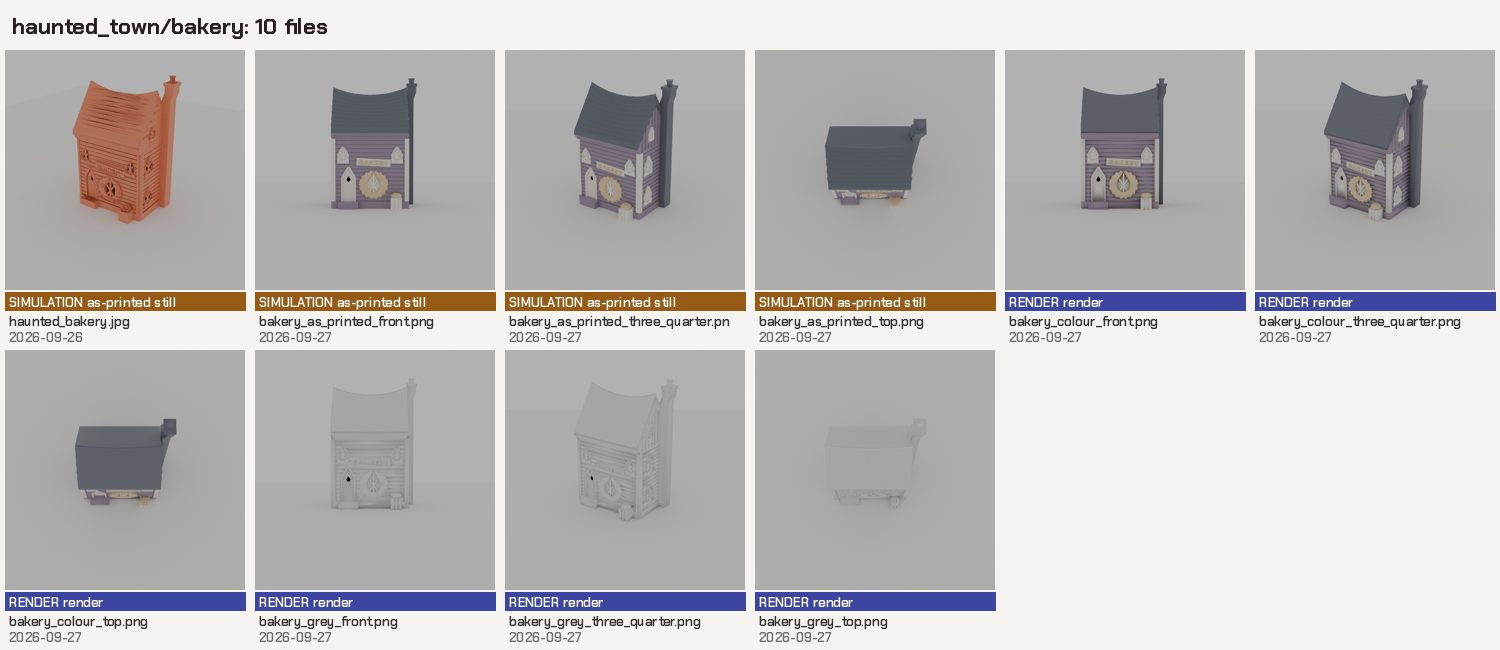 haunted_town/bakery: 10 files
SIMULATION as-printed still
SIMULATION as-printed still
SIMULATION as-printed still
SIMULATION as-printed still
RENDER render
RENDER render
haunted_bakery.jpg
bakery_as_printed_front.png
bakery_as_printed_three_quarter.pn
bakery_as_printed_top.png
bakery_colour_front.png
bakery_colour_three_quarter.png
2026-09-26
2026-09-27
2026-09-27
2026-09-27
2026-09-27
2026-09-27
RENDER render
RENDER render
RENDER render
RENDER render
bakery_colour_top.png
bakery_grey_front.png
bakery_grey_three_quarter.png
bakery_grey_top.png
2026-09-27
2026-09-27
2026-09-27
2026-09-27